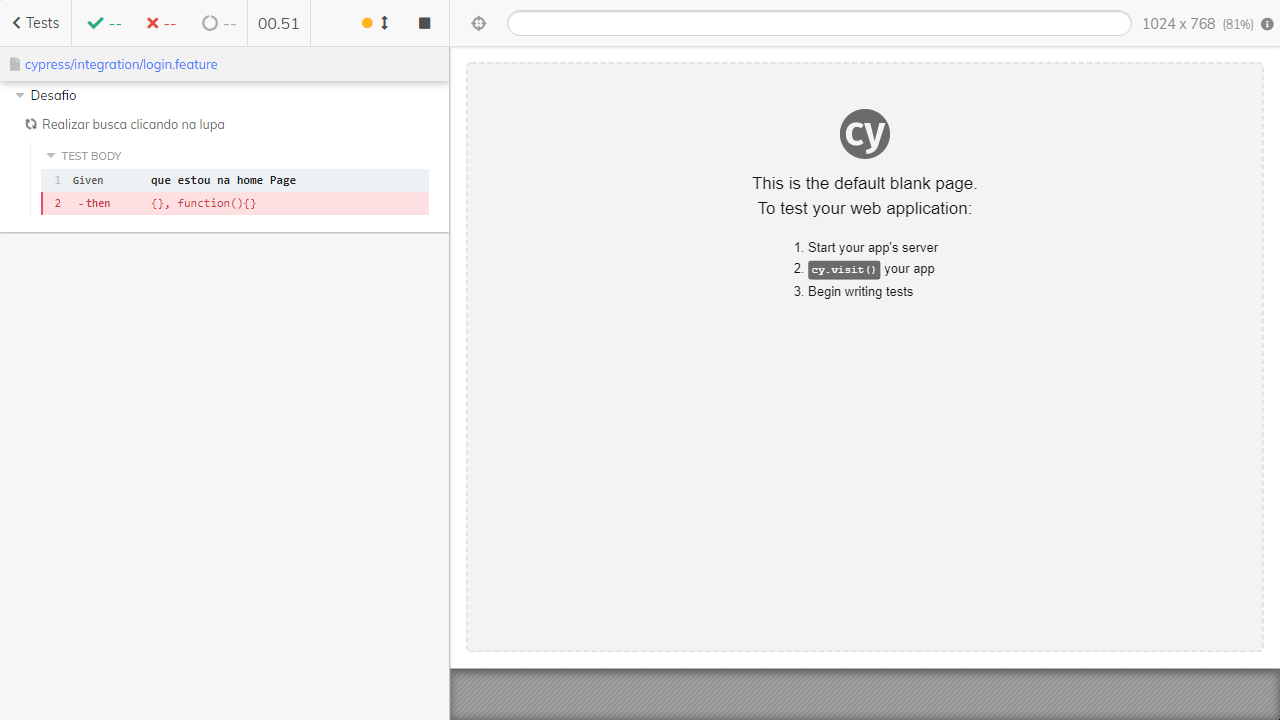 Tests
--
--
--
00.51
1024 x 768 (81%)
cypress/integration/login.feature
Desafio
Realizar busca clicando na lupa
TEST BODY
1 Given que estou na home Page
2 -then {}, function(){}
cy
This is the default blank page.
To test your web application:
1. Start your app's server
2. cy.visit() your app
3. Begin writing tests